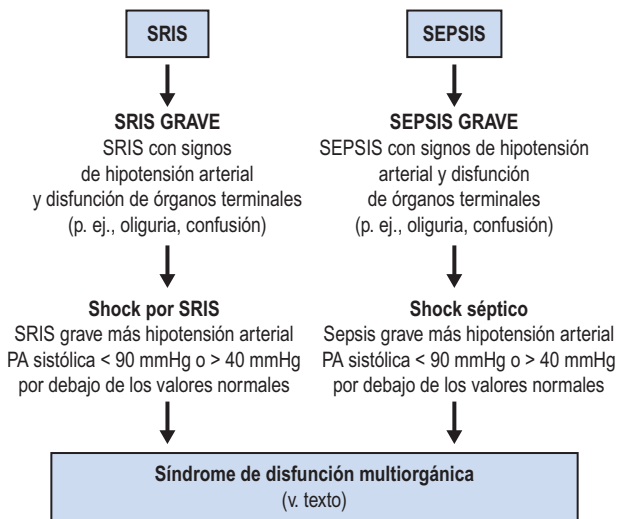 SRIS
SRIS GRAVE
SRIS con signos
de hipotensión arterial
y disfunción de órganos terminales
(p. ej., oliguria, confusión)
Shock por SRIS
SRIS grave más hipotensión arterial
PA sistólica < 90 mmHg o > 40 mmHg
por debajo de los valores normales
SEPSIS
SEPSIS GRAVE
SEPSIS con signos de hipotensión
arterial y disfunción
de órganos terminales
(p. ej., oliguria, confusión)
Shock séptico
Sepsis grave más hipotensión arterial
PA sistólica < 90 mmHg o > 40 mmHg
por debajo de los valores normales
Síndrome de disfunción multiorgánica
(v. texto)